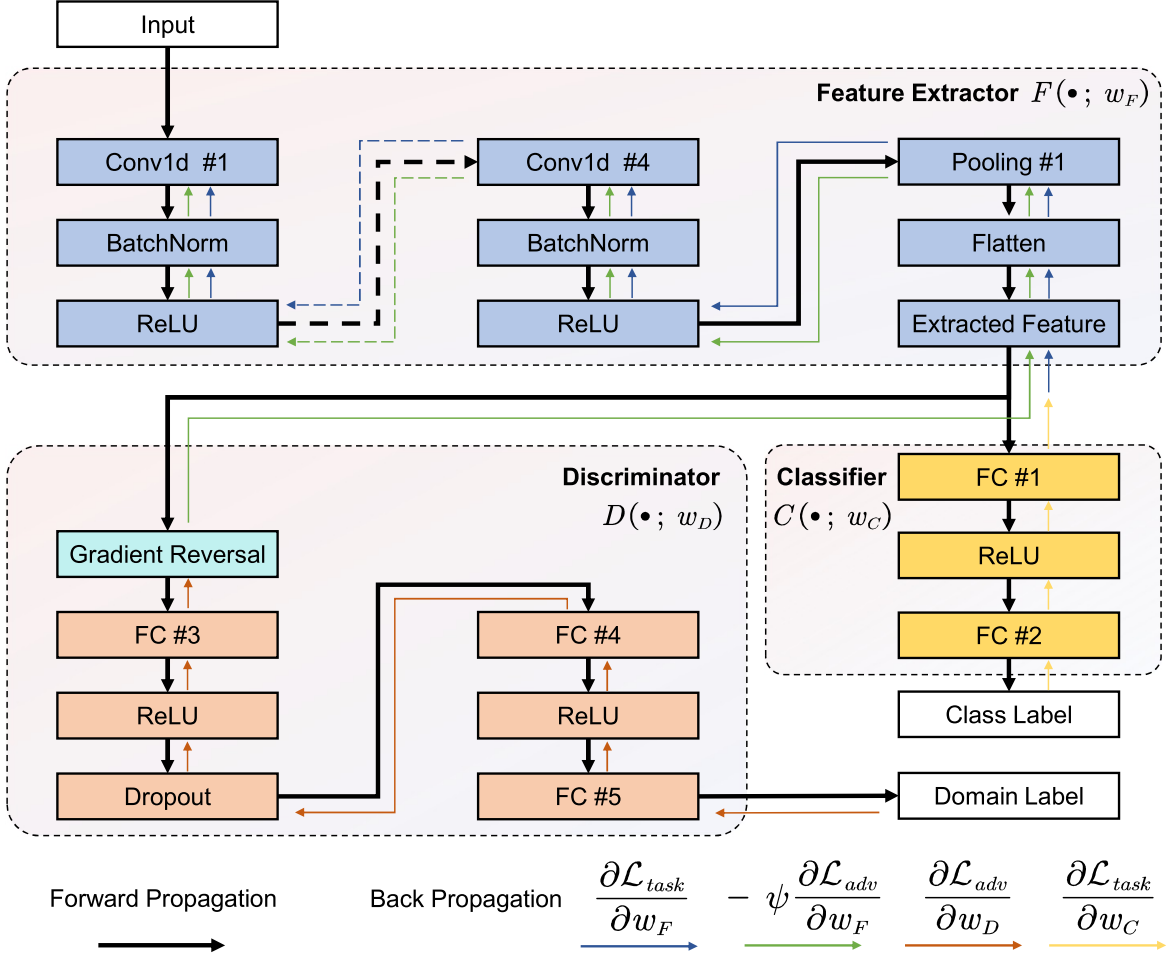 Input
Feature Extractor F(•; w_F)
Conv1d #1
Conv1d #4
Pooling #1
BatchNorm
BatchNorm
Flatten
ReLU
ReLU
Extracted Feature
Discriminator
D(•; w_D)
Classifier
C(•; w_C)
FC #1
Gradient Reversal
ReLU
FC #3
FC #4
FC #2
ReLU
ReLU
Class Label
Dropout
FC #5
Domain Label
Forward Propagation
Back Propagation
∂ℒ_task/∂w_F
− ψ ∂ℒ_adv/∂w_F
∂ℒ_adv/∂w_D
∂ℒ_task/∂w_C